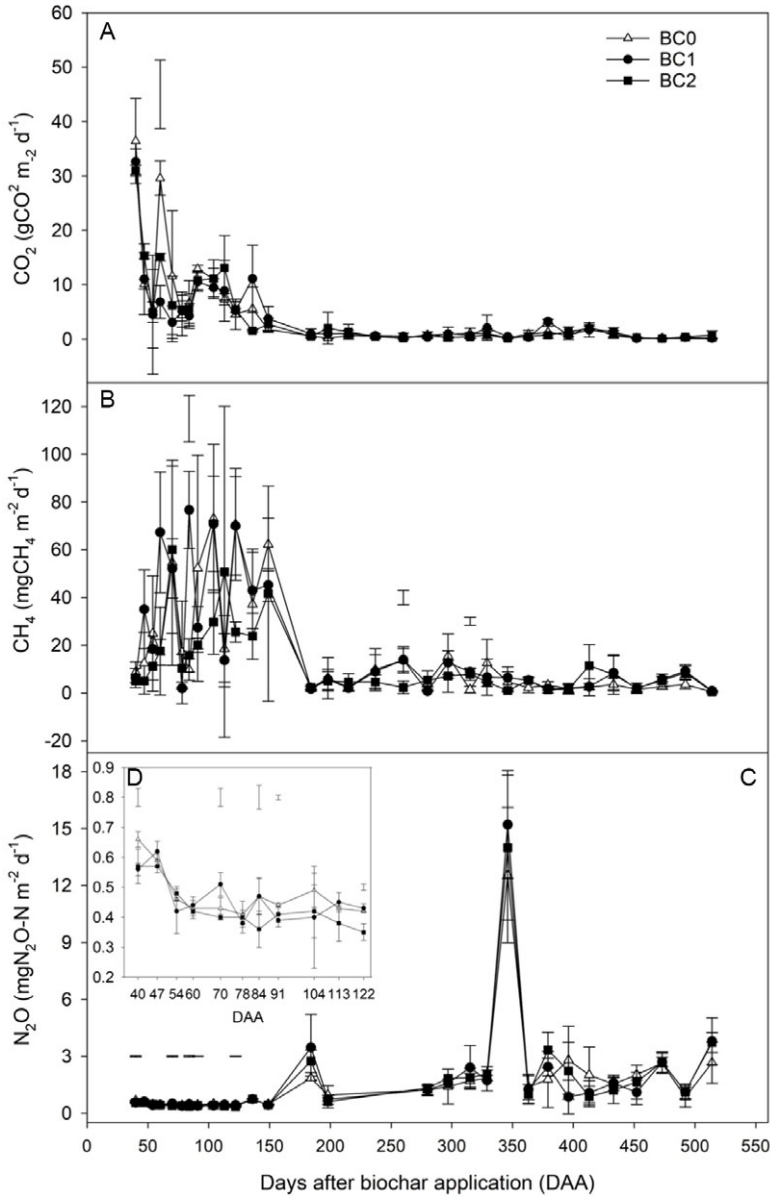 A
BC0
BC1
BC2
60
50
40
30
20
10
0
CO₂ (gCO² m₋₂ d⁻¹)
B
120
100
80
60
40
20
0
-20
CH₄ (mgCH₄ m⁻² d⁻¹)
C
18
15
12
9
6
3
0
N₂O (mgN₂O-N m⁻² d⁻¹)
D
0.9
0.8
0.7
0.6
0.5
0.4
0.3
0.2
40 47 54 60 70 78 84 91 104 113 122
DAA
0 50 100 150 200 250 300 350 400 450 500 550
Days after biochar application (DAA)